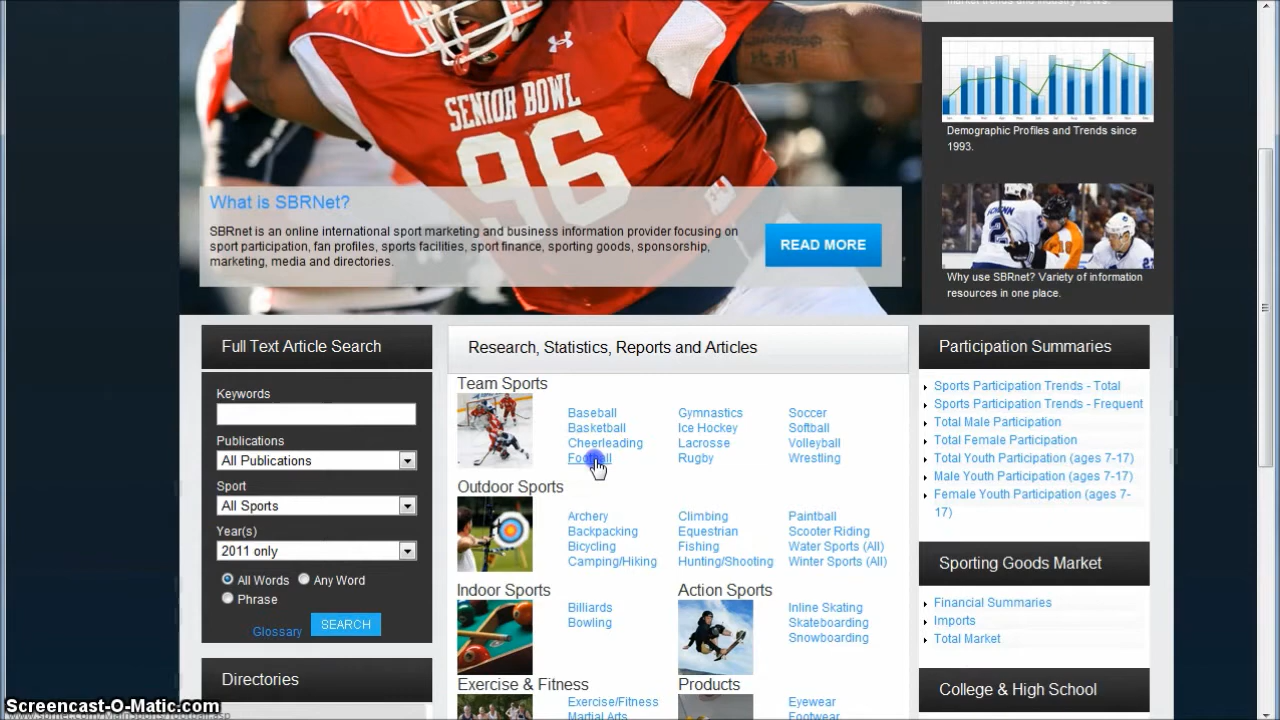 market trends and industry news.
SENIOR BOWL
96
What is SBRNet?
SBRnet is an online international sport marketing and business information provider focusing on
sport participation, fan profiles, sports facilities, sport finance, sporting goods, sponsorship,
marketing, media and directories.
READ MORE
Demographic Profiles and Trends since
1993.
Why use SBRnet? Variety of information
resources in one place.
Full Text Article Search
Keywords
Publications
All Publications
Sport
All Sports
Year(s)
2011 only
All Words Any Word
Phrase
Glossary SEARCH
Directories
Research, Statistics, Reports and Articles
Team Sports
Baseball Gymnastics Soccer
Basketball Ice Hockey Softball
Cheerleading Lacrosse Volleyball
Football Rugby Wrestling
Outdoor Sports
Archery Climbing Paintball
Backpacking Equestrian Scooter Riding
Bicycling Fishing Water Sports (All)
Camping/Hiking Hunting/Shooting Winter Sports (All)
Indoor Sports
Billiards
Bowling
Action Sports
Inline Skating
Skateboarding
Snowboarding
Exercise & Fitness
Exercise/Fitness
Martial Arts
Products
Eyewear
Footwear
Participation Summaries
Sports Participation Trends - Total
Sports Participation Trends - Frequent
Total Male Participation
Total Female Participation
Total Youth Participation (ages 7-17)
Male Youth Participation (ages 7-17)
Female Youth Participation (ages 7-
17)
Sporting Goods Market
Financial Summaries
Imports
Total Market
College & High School
Screencast-O-Matic.com